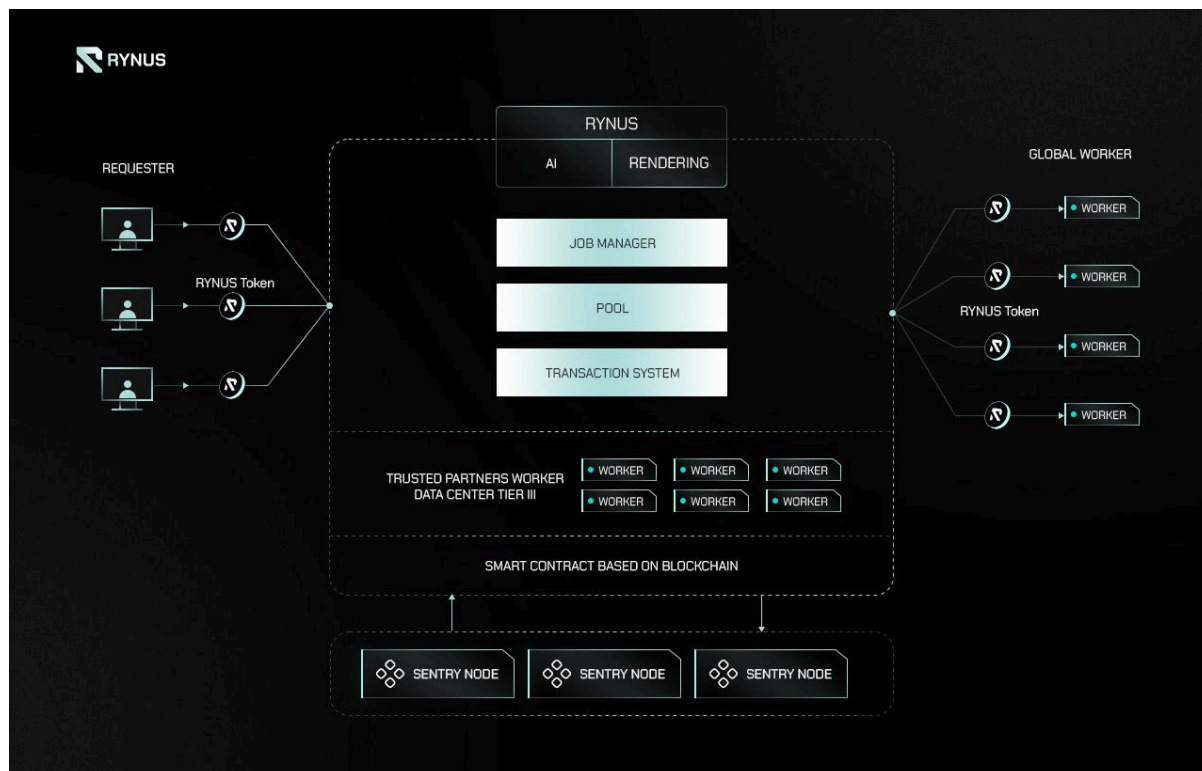 RYNUS
RYNUS
AI
RENDERING
REQUESTER
GLOBAL WORKER
WORKER
JOB MANAGER
WORKER
RYNUS Token
POOL
RYNUS Token
WORKER
TRANSACTION SYSTEM
WORKER
TRUSTED PARTNERS WORKER
DATA CENTER TIER III
WORKER
WORKER
WORKER
WORKER
WORKER
WORKER
SMART CONTRACT BASED ON BLOCKCHAIN
SENTRY NODE
SENTRY NODE
SENTRY NODE